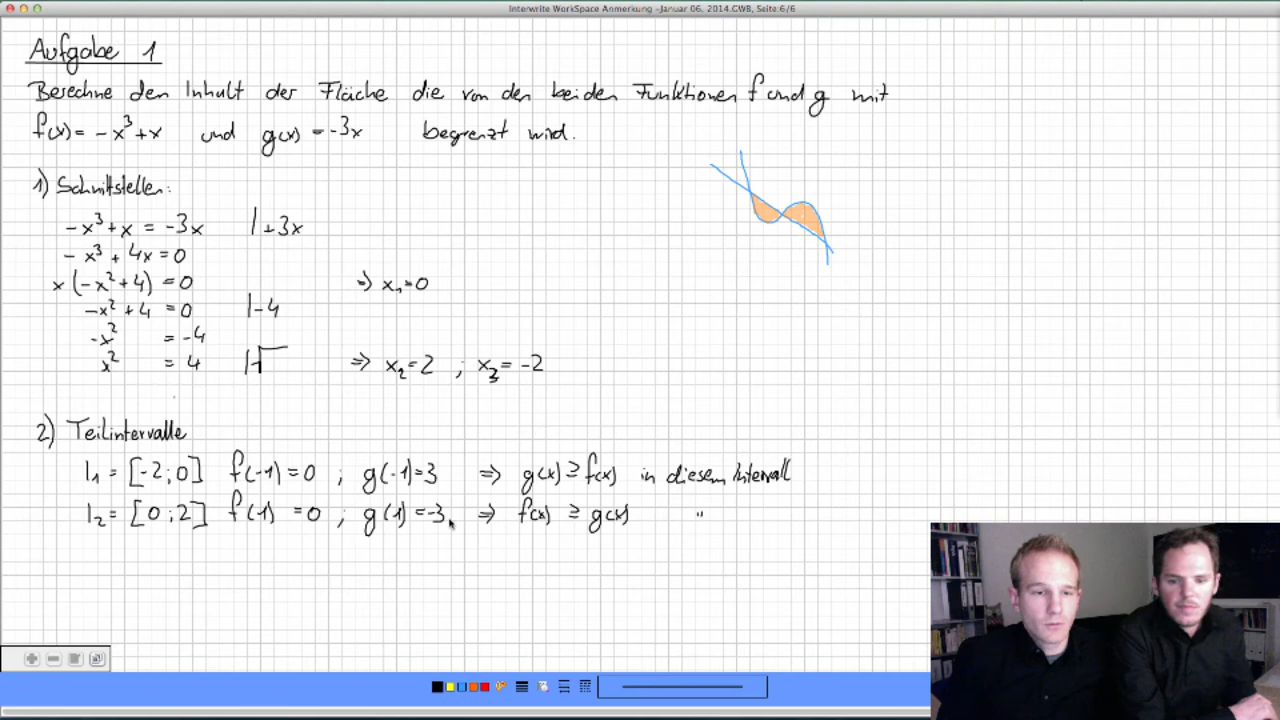 Interwrite WorkSpace Anmerkung -Januar 06, 2014.GWB, Seite 6/6
Aufgabe 1
Berechne den Inhalt der Fläche die von den beiden Funktionen f und g mit
f(x) = -x³+x und g(x) = -3x begrenzt wird.
1) Schnittstellen:
-x³+x = -3x |+3x
-x³ + 4x = 0
x(-x²+4) = 0 => x₁=0
-x²+4 = 0 |-4
-x² = -4
x² = 4 |√ => x₂=2 ; x₃= -2
2) Teilintervalle
I₁ = [-2;0] f(-1)=0 ; g(-1)=3 => g(x) ≥ f(x) in diesem Intervall
I₂ = [0;2] f(1) =0 ; g(1)=-3 => f(x) ≥ g(x) "